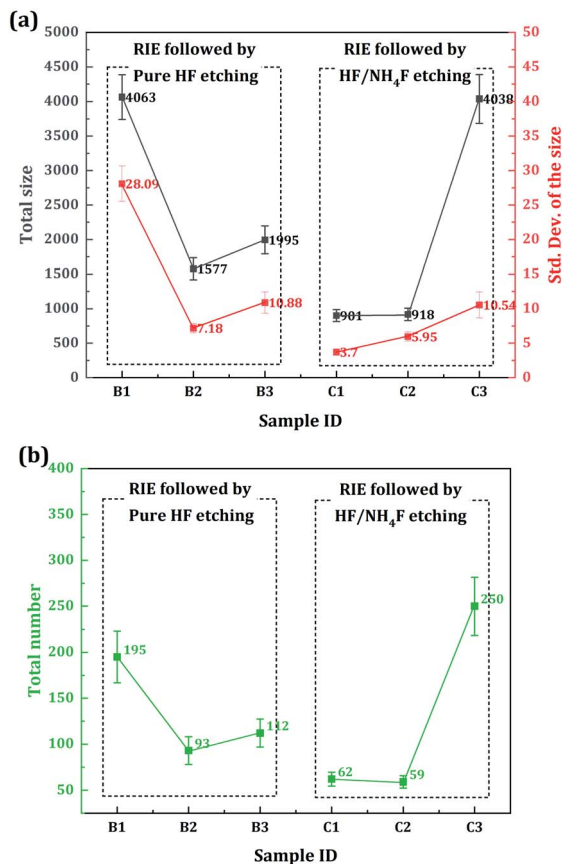 (a)
RIE followed by
Pure HF etching
RIE followed by
HF/NH4F etching
5000
4500
4000
3500
3000
2500
2000
1500
1000
500
0
Total size
50
45
40
35
30
25
20
15
10
5
0
Std. Dev. of the size
4063
28.09
1577
7.18
1995
10.88
901
3.7
918
5.95
4038
10.54
B1 B2 B3 C1 C2 C3
Sample ID
(b)
RIE followed by
Pure HF etching
RIE followed by
HF/NH4F etching
400
350
300
250
200
150
100
50
Total number
195
93
112
62
59
250
B1 B2 B3 C1 C2 C3
Sample ID